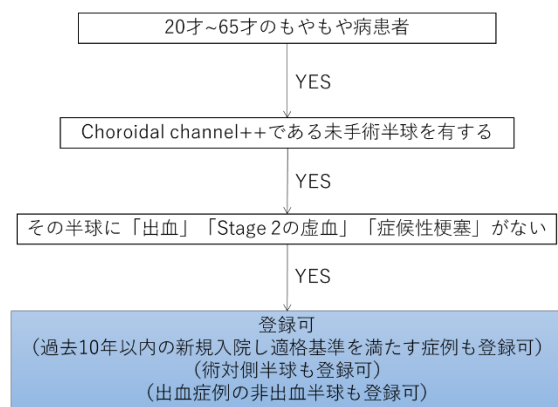 20才~65才のもやもや病患者
YES
Choroidal channel++である未手術半球を有する
YES
その半球に「出血」「Stage 2の虚血」「症候性梗塞」がない
YES
登録可
(過去10年以内の新規入院し適格基準を満たす症例も登録可)
(術対側半球も登録可)
(出血症例の非出血半球も登録可)